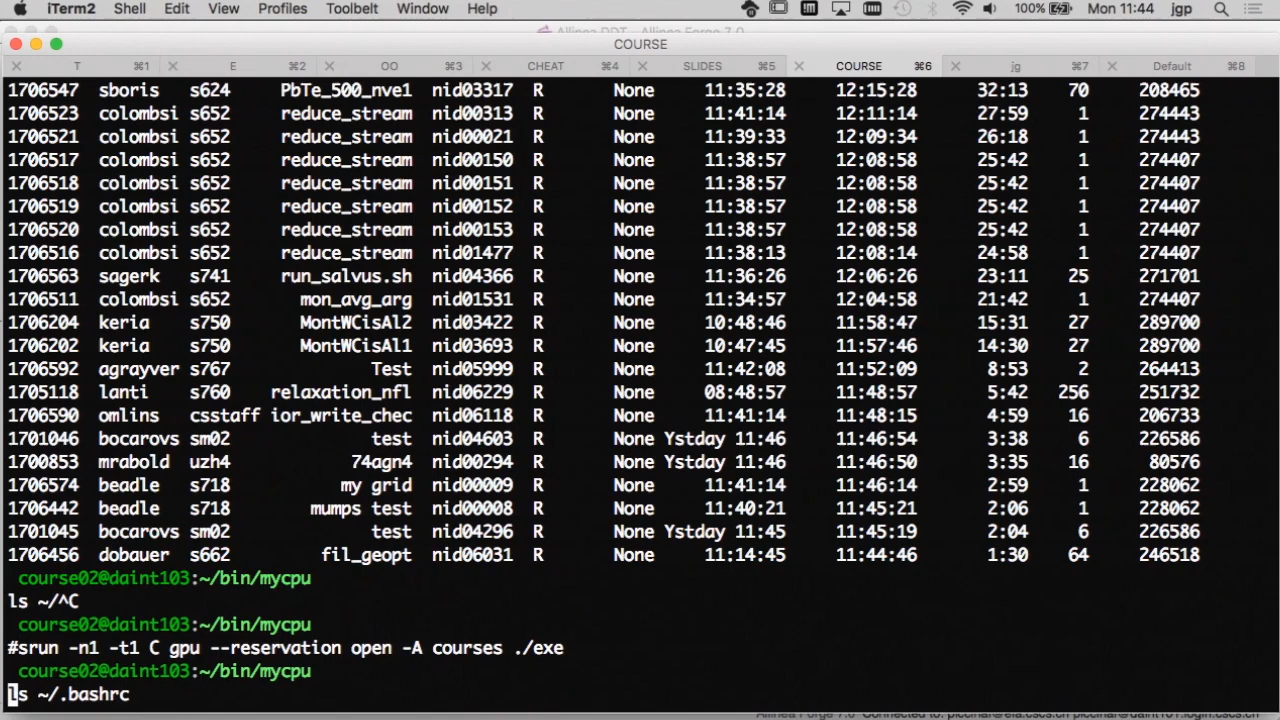 iTerm2 Shell Edit View Profiles Toolbelt Window Help 100% Mon 11:44 jgp
Allinea DDT - Allinea Forge 7.0
COURSE
T ⌘1 E ⌘2 OO ⌘3 CHEAT ⌘4 SLIDES ⌘5 COURSE ⌘6 jg ⌘7 Default ⌘8
1706547 sboris s624 PbTe_500_nve1 nid03317 R None 11:35:28 12:15:28 32:13 70 208465
1706523 colombsi s652 reduce_stream nid00313 R None 11:41:14 12:11:14 27:59 1 274443
1706521 colombsi s652 reduce_stream nid00021 R None 11:39:33 12:09:34 26:18 1 274443
1706517 colombsi s652 reduce_stream nid00150 R None 11:38:57 12:08:58 25:42 1 274407
1706518 colombsi s652 reduce_stream nid00151 R None 11:38:57 12:08:58 25:42 1 274407
1706519 colombsi s652 reduce_stream nid00152 R None 11:38:57 12:08:58 25:42 1 274407
1706520 colombsi s652 reduce_stream nid00153 R None 11:38:57 12:08:58 25:42 1 274407
1706516 colombsi s652 reduce_stream nid01477 R None 11:38:13 12:08:14 24:58 1 274407
1706563 sagerk s741 run_salvus.sh nid04366 R None 11:36:26 12:06:26 23:11 25 271701
1706511 colombsi s652 mon_avg_arg nid01531 R None 11:34:57 12:04:58 21:42 1 274407
1706204 keria s750 MontWCisAl2 nid03422 R None 10:48:46 11:58:47 15:31 27 289700
1706202 keria s750 MontWCisAl1 nid03693 R None 10:47:45 11:57:46 14:30 27 289700
1706592 agrayver s767 Test nid05999 R None 11:42:08 11:52:09 8:53 2 264413
1705118 lanti s760 relaxation_nfl nid06229 R None 08:48:57 11:48:57 5:42 256 251732
1706590 omlins csstaff ior_write_chec nid06118 R None 11:41:14 11:48:15 4:59 16 206733
1701046 bocarovs sm02 test nid04603 R None Ystday 11:46 11:46:54 3:38 6 226586
1700853 mrabold uzh4 74agn4 nid00294 R None Ystday 11:46 11:46:50 3:35 16 80576
1706574 beadle s718 my grid nid00009 R None 11:41:14 11:46:14 2:59 1 228062
1706442 beadle s718 mumps test nid00008 R None 11:40:21 11:45:21 2:06 1 228062
1701045 bocarovs sm02 test nid04296 R None Ystday 11:45 11:45:19 2:04 6 226586
1706456 dobauer s662 fil_geopt nid06031 R None 11:14:45 11:44:46 1:30 64 246518
course02@daint103:~/bin/mycpu
ls ~/^C
course02@daint103:~/bin/mycpu
#srun -n1 -t1 C gpu --reservation open -A courses ./exe
course02@daint103:~/bin/mycpu
ls ~/.bashrc
Allinea Forge 7.0 Connected to: